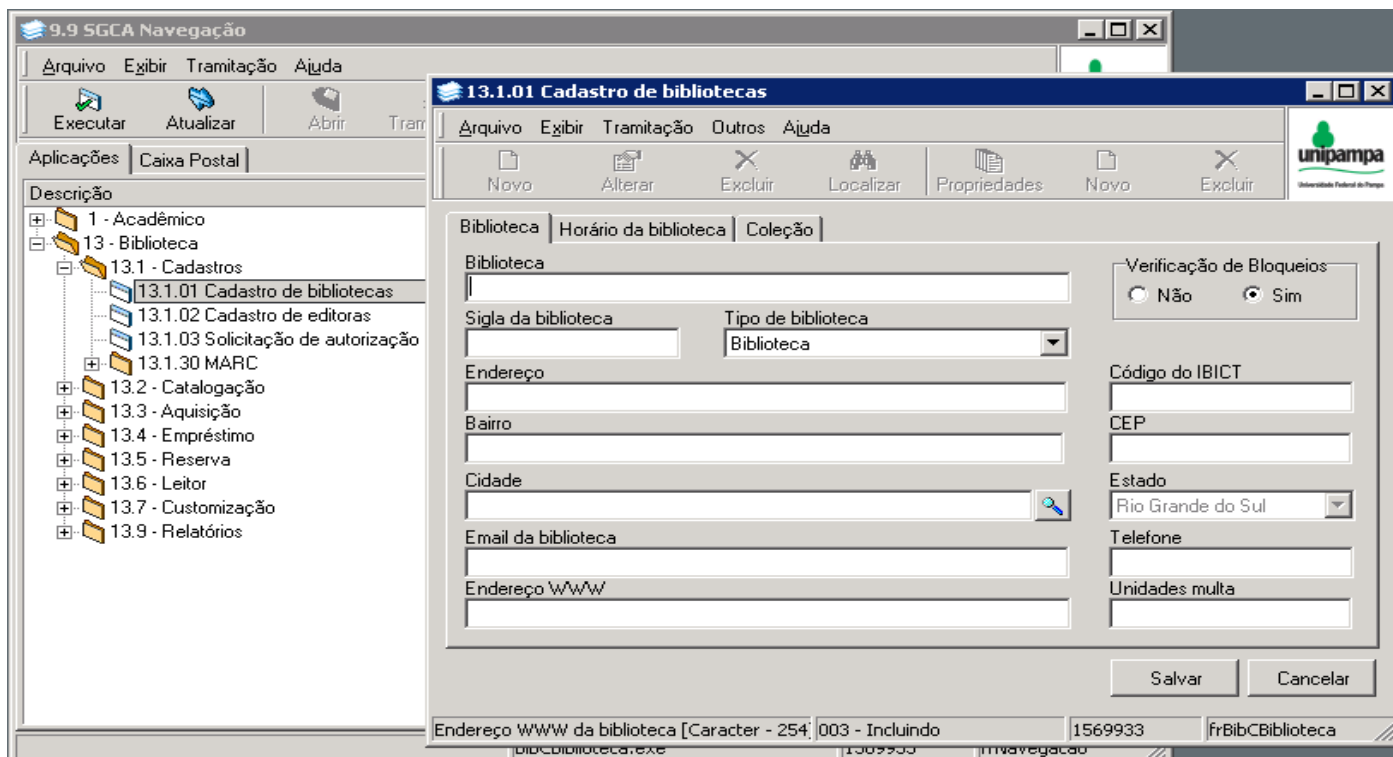 9.9 SGCA Navegação
Arquivo Exibir Tramitação Ajuda
Executar Atualizar Abrir Tram
Aplicações Caixa Postal
Descrição
1 - Acadêmico
13 - Biblioteca
13.1 - Cadastros
13.1.01 Cadastro de bibliotecas
13.1.02 Cadastro de editoras
13.1.03 Solicitação de autorização
13.1.30 MARC
13.2 - Catalogação
13.3 - Aquisição
13.4 - Empréstimo
13.5 - Reserva
13.6 - Leitor
13.7 - Customização
13.9 - Relatórios
13.1.01 Cadastro de bibliotecas
Arquivo Exibir Tramitação Outros Ajuda
Novo Alterar Excluir Localizar Propriedades Novo Excluir
unipampa
Universidade Federal do Pampa
Biblioteca Horário da biblioteca Coleção
Biblioteca
Verificação de Bloqueios
Não Sim
Sigla da biblioteca Tipo de biblioteca
Biblioteca
Endereço Código do IBICT
Bairro CEP
Cidade Estado
Rio Grande do Sul
Email da biblioteca Telefone
Endereço WWW Unidades multa
Salvar Cancelar
Endereço WWW da biblioteca [Caracter - 254 003 - Incluindo 1569933 frBibCBiblioteca
bibCBiblioteca.exe 1569933 frNavegacao